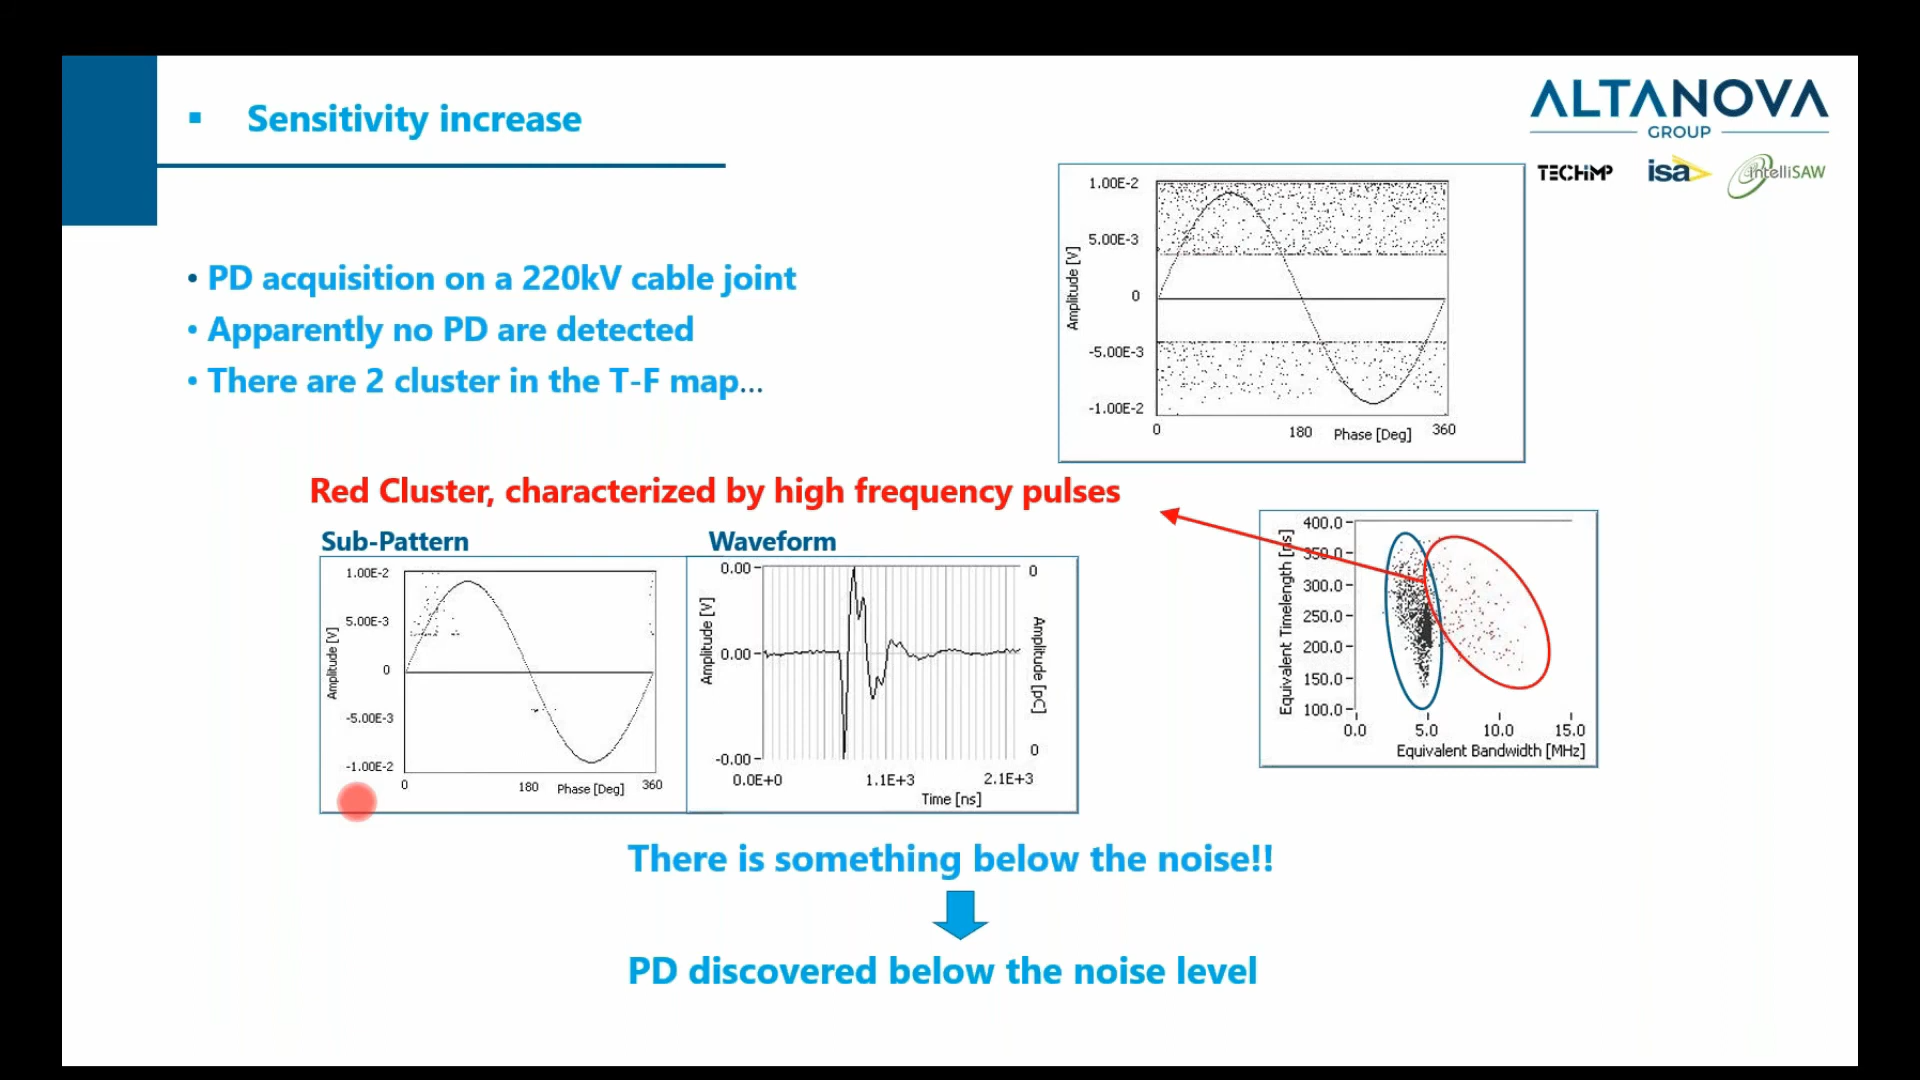 ▪ Sensitivity increase
ALTANOVA
GROUP
TECHIMP isa intelliSAW
• PD acquisition on a 220kV cable joint
• Apparently no PD are detected
• There are 2 cluster in the T-F map...
1.00E-2
5.00E-3
0
-5.00E-3
-1.00E-2
Amplitude [V]
0 180 Phase [Deg] 360
Red Cluster, characterized by high frequency pulses
Sub-Pattern
1.00E-2
5.00E-3
0
-5.00E-3
-1.00E-2
Amplitude [V]
0 180 Phase [Deg] 360
Waveform
0.00
0.00
-0.00
Amplitude [V]
0
0
Amplitude [pC]
0.0E+0 1.1E+3 2.1E+3
Time [ns]
400.0
350.0
300.0
250.0
200.0
150.0
100.0
Equivalent Timelength [ns]
0.0 5.0 10.0 15.0
Equivalent Bandwidth [MHz]
There is something below the noise!!
PD discovered below the noise level